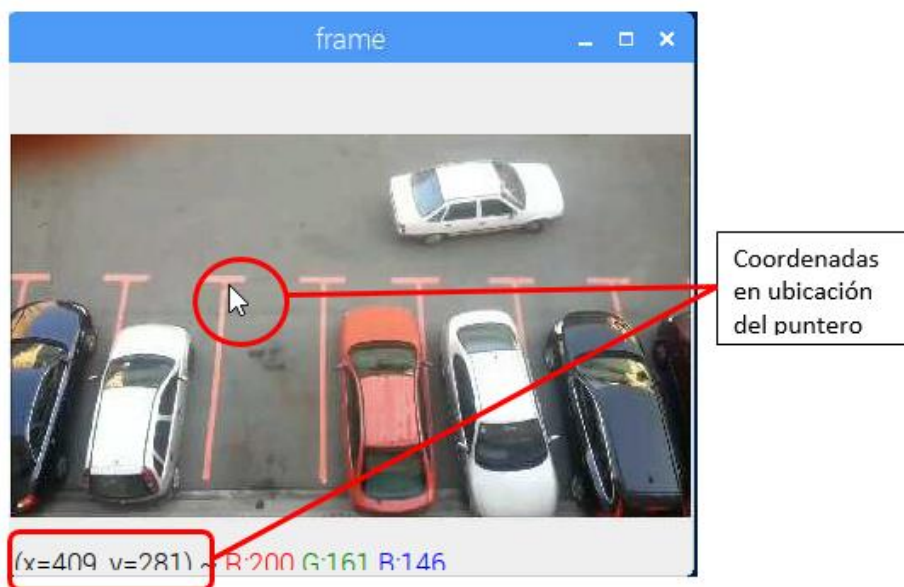 frame
Coordenadas
en ubicación
del puntero
(x=409, y=281) ~ R:200 G:161 B:146